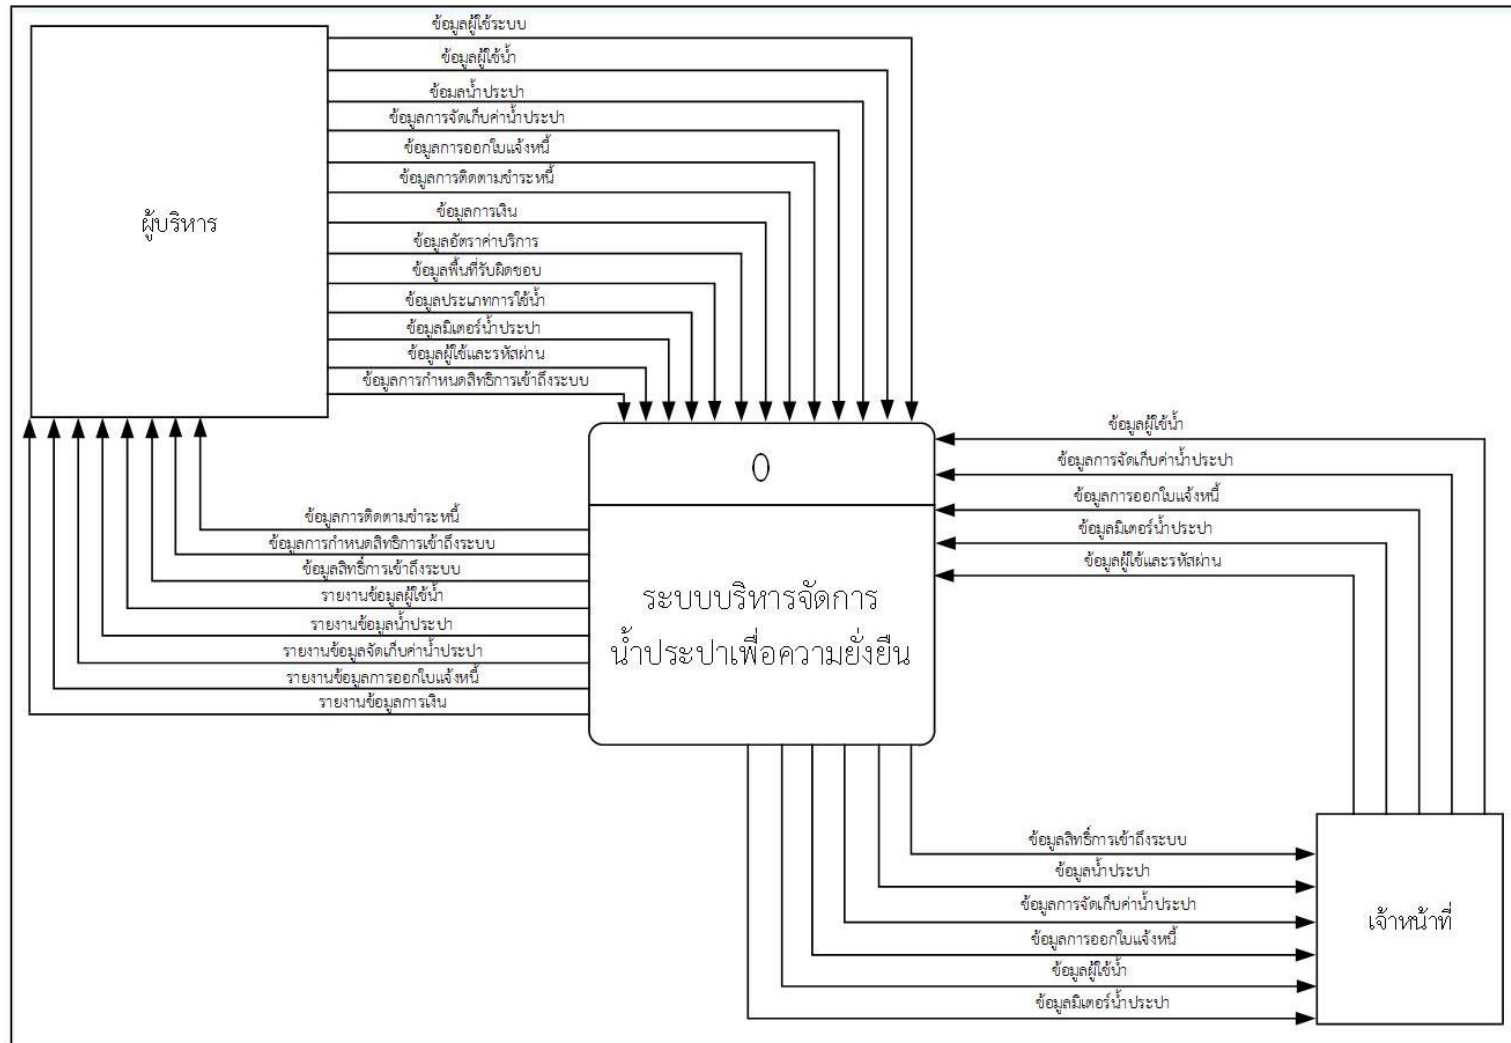 ข้อมูลผู้ใช้ระบบ
ข้อมูลผู้ใช้น้ำ
ข้อมลน้ำประปา
ข้อมูลการจัดเก็บค่าน้ำประปา
ข้อมูลการออกใบแจ้งหนี้
ข้อมูลการติดตามชำระหนี้
ข้อมูลการเงิน
ข้อมูลอัตราค่าบริการ
ข้อมูลพื้นที่รับผิดชอบ
ข้อมูลประเภทการใช้น้ำ
ข้อมูลมิเตอร์น้ำประปา
ข้อมูลผู้ใช้และรหัสผ่าน
ข้อมูลการกำหนดสิทธิการเข้าถึงระบบ
ผู้บริหาร
0
ระบบบริหารจัดการ
น้ำประปาเพื่อความยั่งยืน
ข้อมูลการติดตามชำระหนี้
ข้อมูลการกำหนดสิทธิการเข้าถึงระบบ
ข้อมูลสิทธิ์การเข้าถึงระบบ
รายงานข้อมูลผู้ใช้น้ำ
รายงานข้อมูลน้ำประปา
รายงานข้อมูลจัดเก็บค่าน้ำประปา
รายงานข้อมูลการออกใบแจ้งหนี้
รายงานข้อมูลการเงิน
ข้อมูลผู้ใช้น้ำ
ข้อมูลการจัดเก็บค่าน้ำประปา
ข้อมูลการออกใบแจ้งหนี้
ข้อมูลมิเตอร์น้ำประปา
ข้อมูลผู้ใช้และรหัสผ่าน
ข้อมูลสิทธิ์การเข้าถึงระบบ
ข้อมูลน้ำประปา
ข้อมูลการจัดเก็บค่าน้ำประปา
ข้อมูลการออกใบแจ้งหนี้
ข้อมูลผู้ใช้น้ำ
ข้อมูลมิเตอร์น้ำประปา
เจ้าหน้าที่